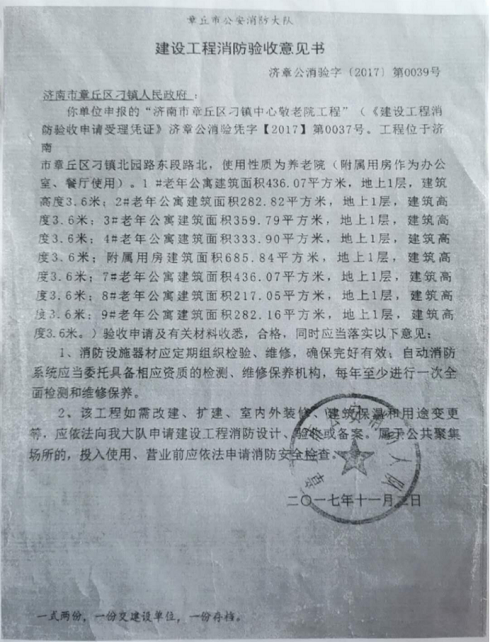 章丘市公安消防大队
建设工程消防验收意见书
济章公消验字〔2017〕第0039号
济南市章丘区刁镇人民政府：
你单位申报的“济南市章丘区刁镇中心敬老院工程”（《建设工程消
防验收申请受理凭证》济章公消验凭字【2017】第0037号。工程位于济
南
市章丘区刁镇北园路东段路北，使用性质为养老院（附属用房作为办公
室、餐厅使用）。1#老年公寓建筑面积436.07平方米，地上1层，建筑
高度3.6米；2#老年公寓建筑面积282.82平方米，地上1层，建筑高
度3.6米；3#老年公寓建筑面积359.79平方米，地上1层，建筑高
度3.6米；4#老年公寓建筑面积333.90平方米，地上1层，建筑高
度3.6米；附属用房建筑面积685.84平方米，地上1层，建筑高
度3.6米；7#老年公寓建筑面积436.07平方米，地上1层，建筑高
度3.6米；8#老年公寓建筑面积217.05平方米，地上1层，建筑高
度3.6米；9#老年公寓建筑面积282.16平方米，地上1层，建筑高
度3.6米。）验收申请及有关材料收悉，合格，同时应当落实以下意见：
1、消防设施器材应定期组织检验、维修，确保完好有效；自动消防
系统应当委托具备相应资质的检测、维修保养机构，每年至少进行一次全
面检测和维修保养。
2、该工程如需改建、扩建、室内外装修、建筑保温和用途变更
等，应依法向我大队申请建设工程消防设计、验收或备案。属于公共聚集
场所的，投入使用、营业前应依法申请消防安全检查。
二〇一七年十一月二日
一式两份，一份交建设单位，一份存档。